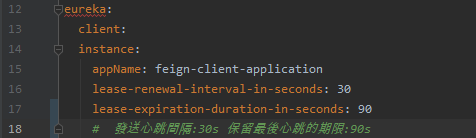 12 eureka:
13 client:
14 instance:
15 appName: feign-client-application
16 lease-renewal-interval-in-seconds: 30
17 lease-expiration-duration-in-seconds: 90
18 # 發送心跳間隔:30s 保留最後心跳的期限:90s